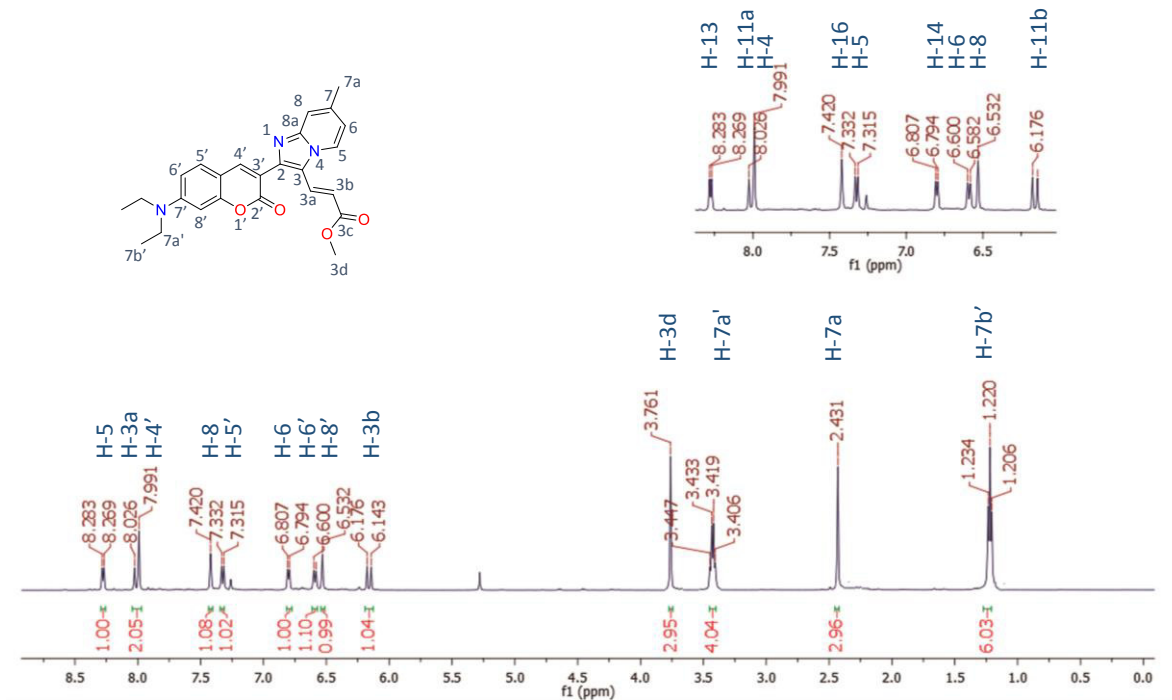 H-13
H-11a
H-4
H-16
H-5
H-14
H-6
H-8
H-11b
8.283
8.269
8.026
7.991
7.420
7.332
7.315
6.807
6.794
6.600
6.582
6.532
6.176
8.0
7.5
7.0
6.5
f1 (ppm)
7a
8
7
8a
1
N
6
5'
4'
6'
3'
2
N
4
5
3
3b
3a
7'
8'
O
1'
2'
O
N
7a'
7b'
3c
O
O
3d
H-5
H-3a
H-4'
H-8
H-5'
H-6
H-6'
H-8'
H-3b
H-3d
H-7a'
H-7a
H-7b'
8.283
8.269
8.026
7.991
7.420
7.332
7.315
6.807
6.794
6.600
6.532
6.176
6.143
3.761
3.447
3.433
3.419
3.406
2.431
1.234
1.220
1.206
1.00
2.05
1.08
1.02
1.00
1.10
0.99
1.04
2.95
4.04
2.96
6.03
8.5
8.0
7.5
7.0
6.5
6.0
5.5
5.0
4.5
4.0
3.5
3.0
2.5
2.0
1.5
1.0
0.5
0.0
f1 (ppm)